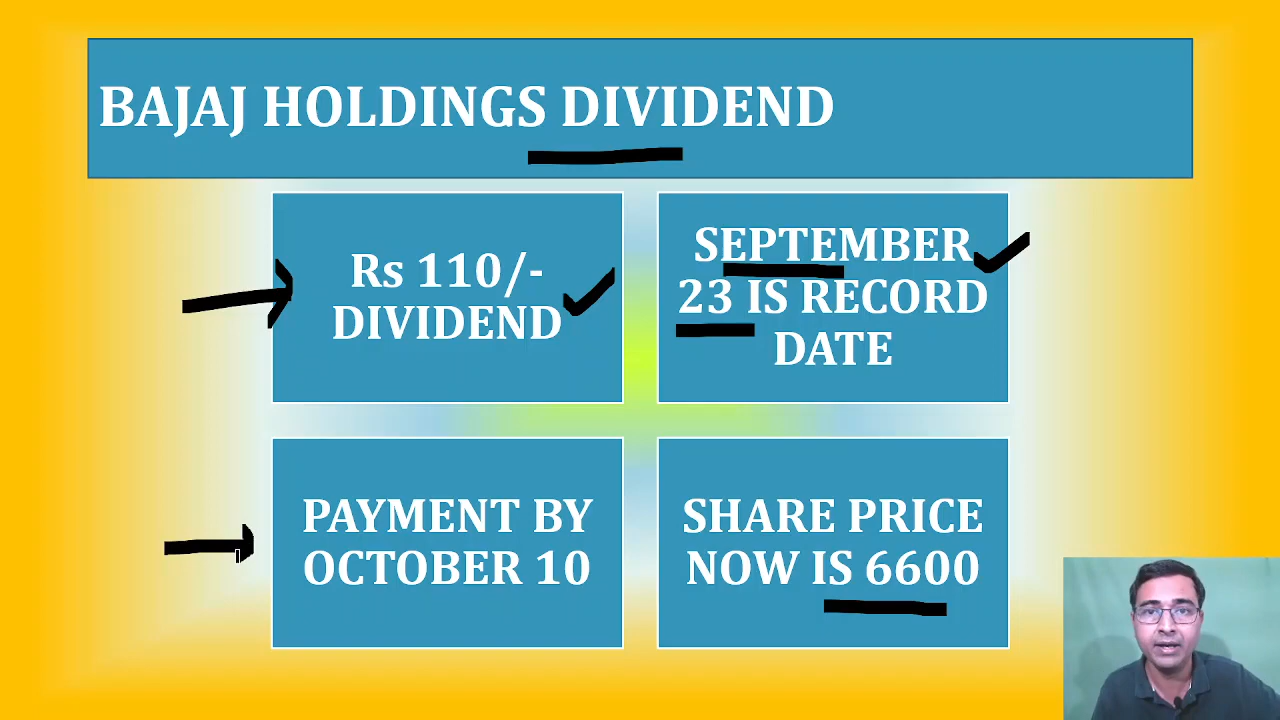 BAJAJ HOLDINGS DIVIDEND
Rs 110/-
DIVIDEND
SEPTEMBER
23 IS RECORD
DATE
PAYMENT BY
OCTOBER 10
SHARE PRICE
NOW IS 6600